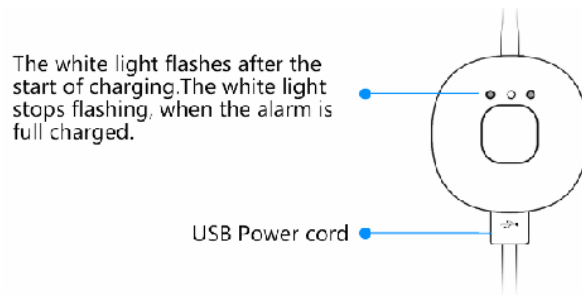 The white light flashes after the
start of charging.The white light
stops flashing, when the alarm is
full charged.
USB Power cord